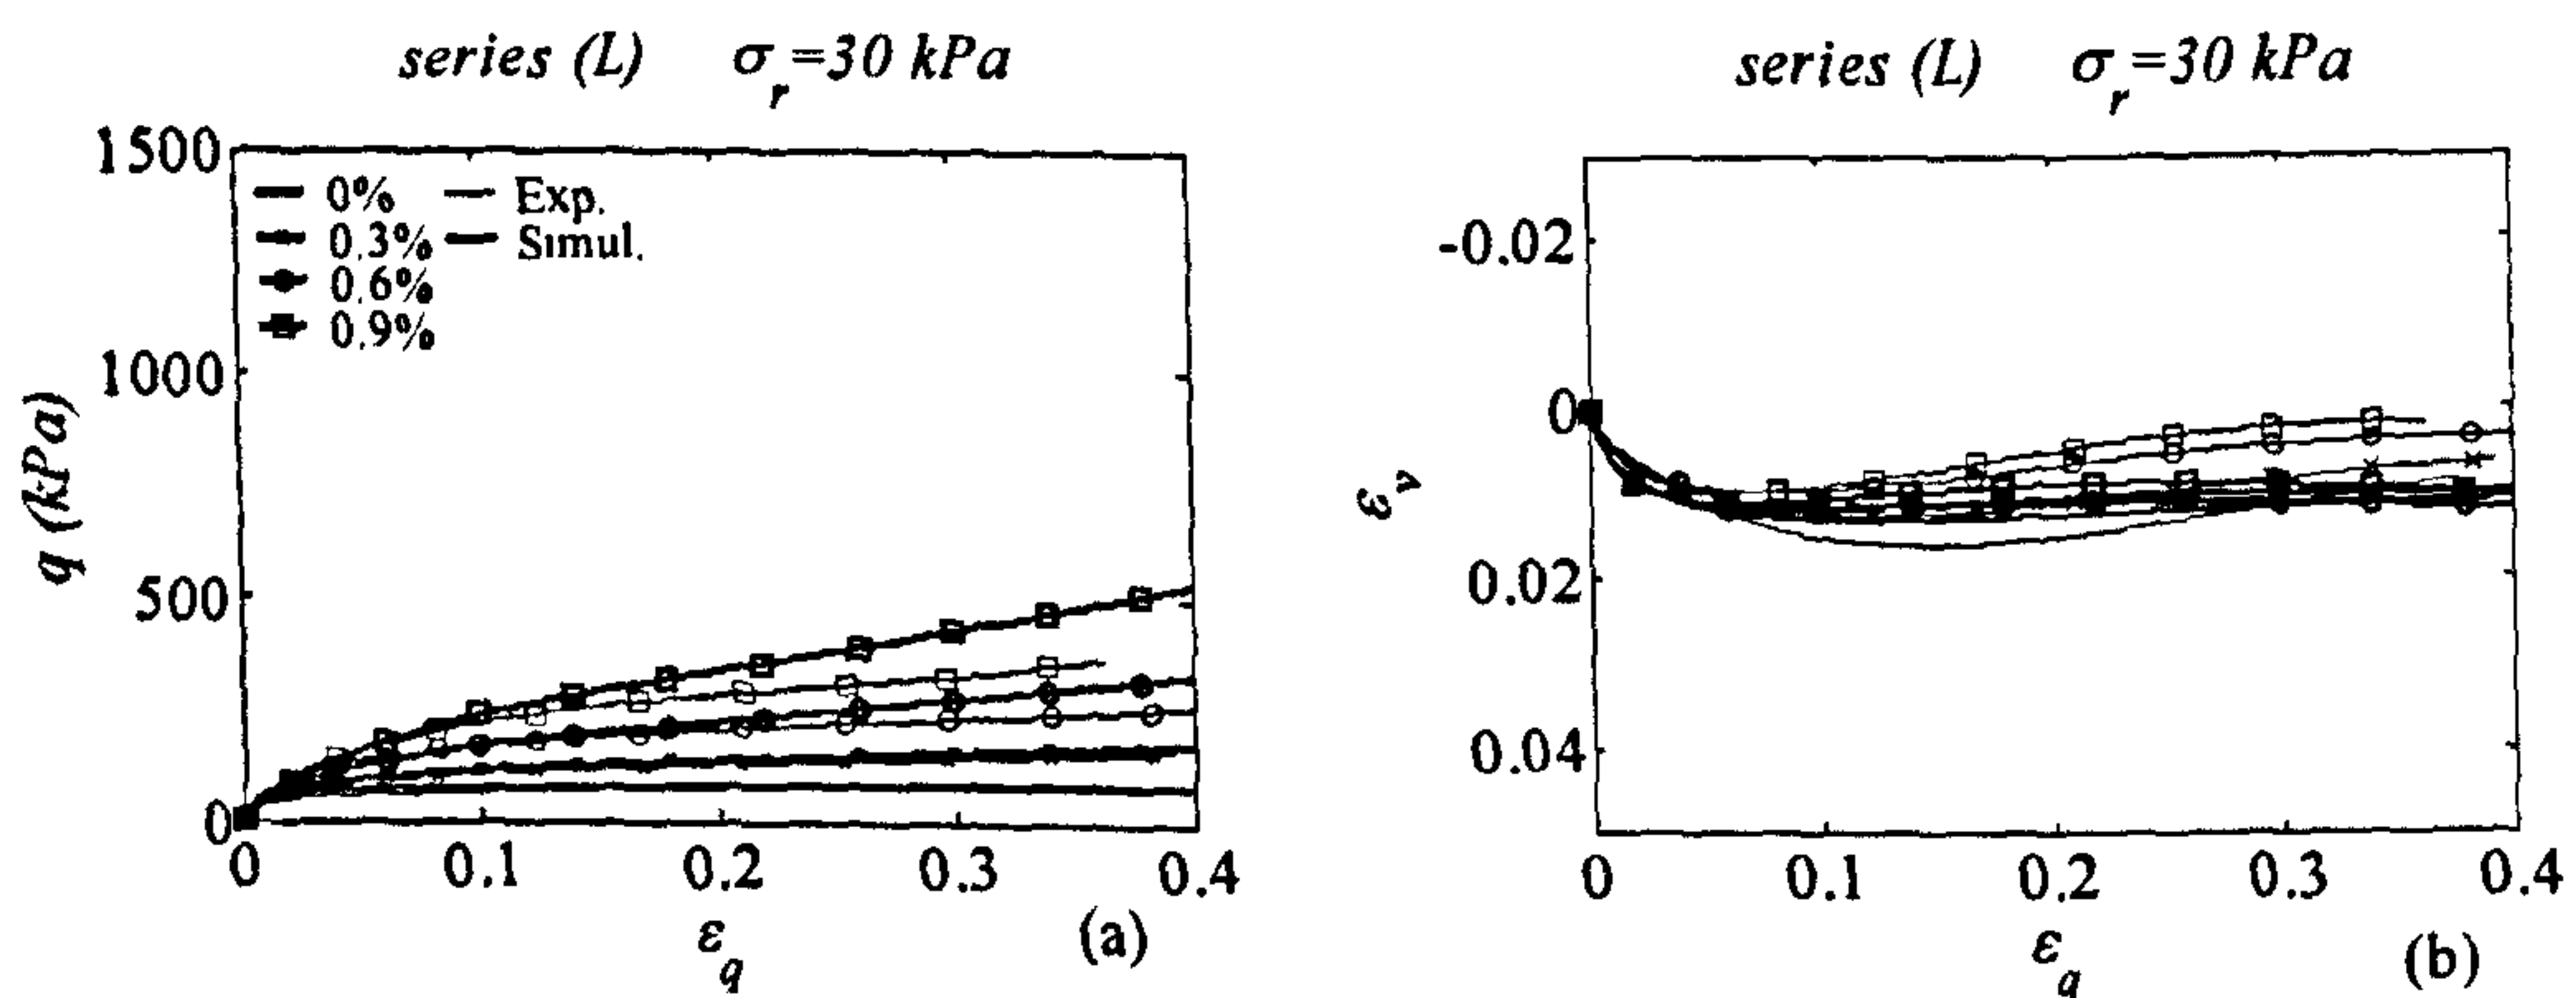 series (L) σr=30 kPa
1500
1000
500
0
q (kPa)
0% Exp.
0.3% Simul.
0.6%
0.9%
0 0.1 0.2 0.3 0.4
εq
(a)
series (L) σr=30 kPa
-0.02
0
0.02
0.04
εv
0 0.1 0.2 0.3 0.4
εq
(b)